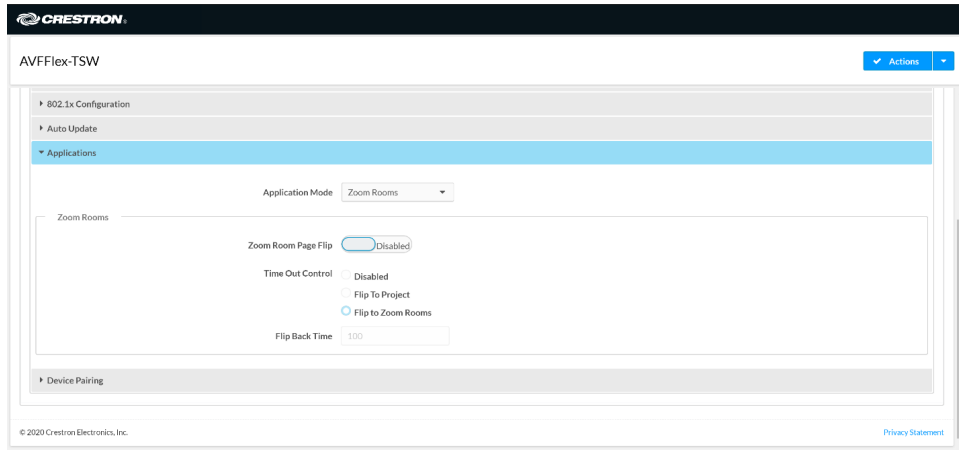 CRESTRON®
AVFFlex-TSW
Actions
802.1x Configuration
Auto Update
Applications
Application Mode Zoom Rooms
Zoom Rooms
Zoom Room Page Flip Disabled
Time Out Control Disabled
Flip To Project
Flip to Zoom Rooms
Flip Back Time 100
Device Pairing
© 2020 Crestron Electronics, Inc. Privacy Statement